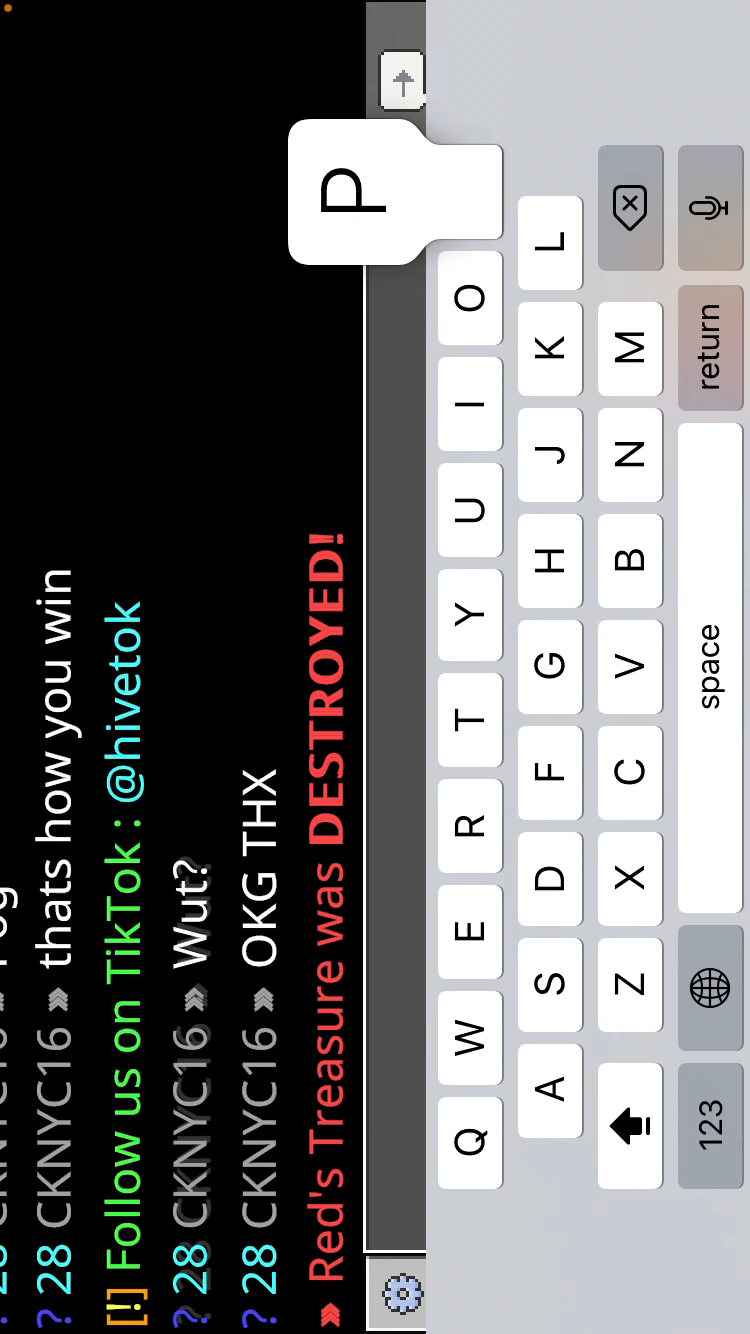 ? 28 CKNYC16 » thats how you win
[!] Follow us on TikTok : @hivetok
? 28 CKNYC16 » Wut?
? 28 CKNYC16 » OKG THX
» Red's Treasure was DESTROYED!
P
Q W E R T Y U I O
A S D F G H J K L
Z X C V B N M
123 space return